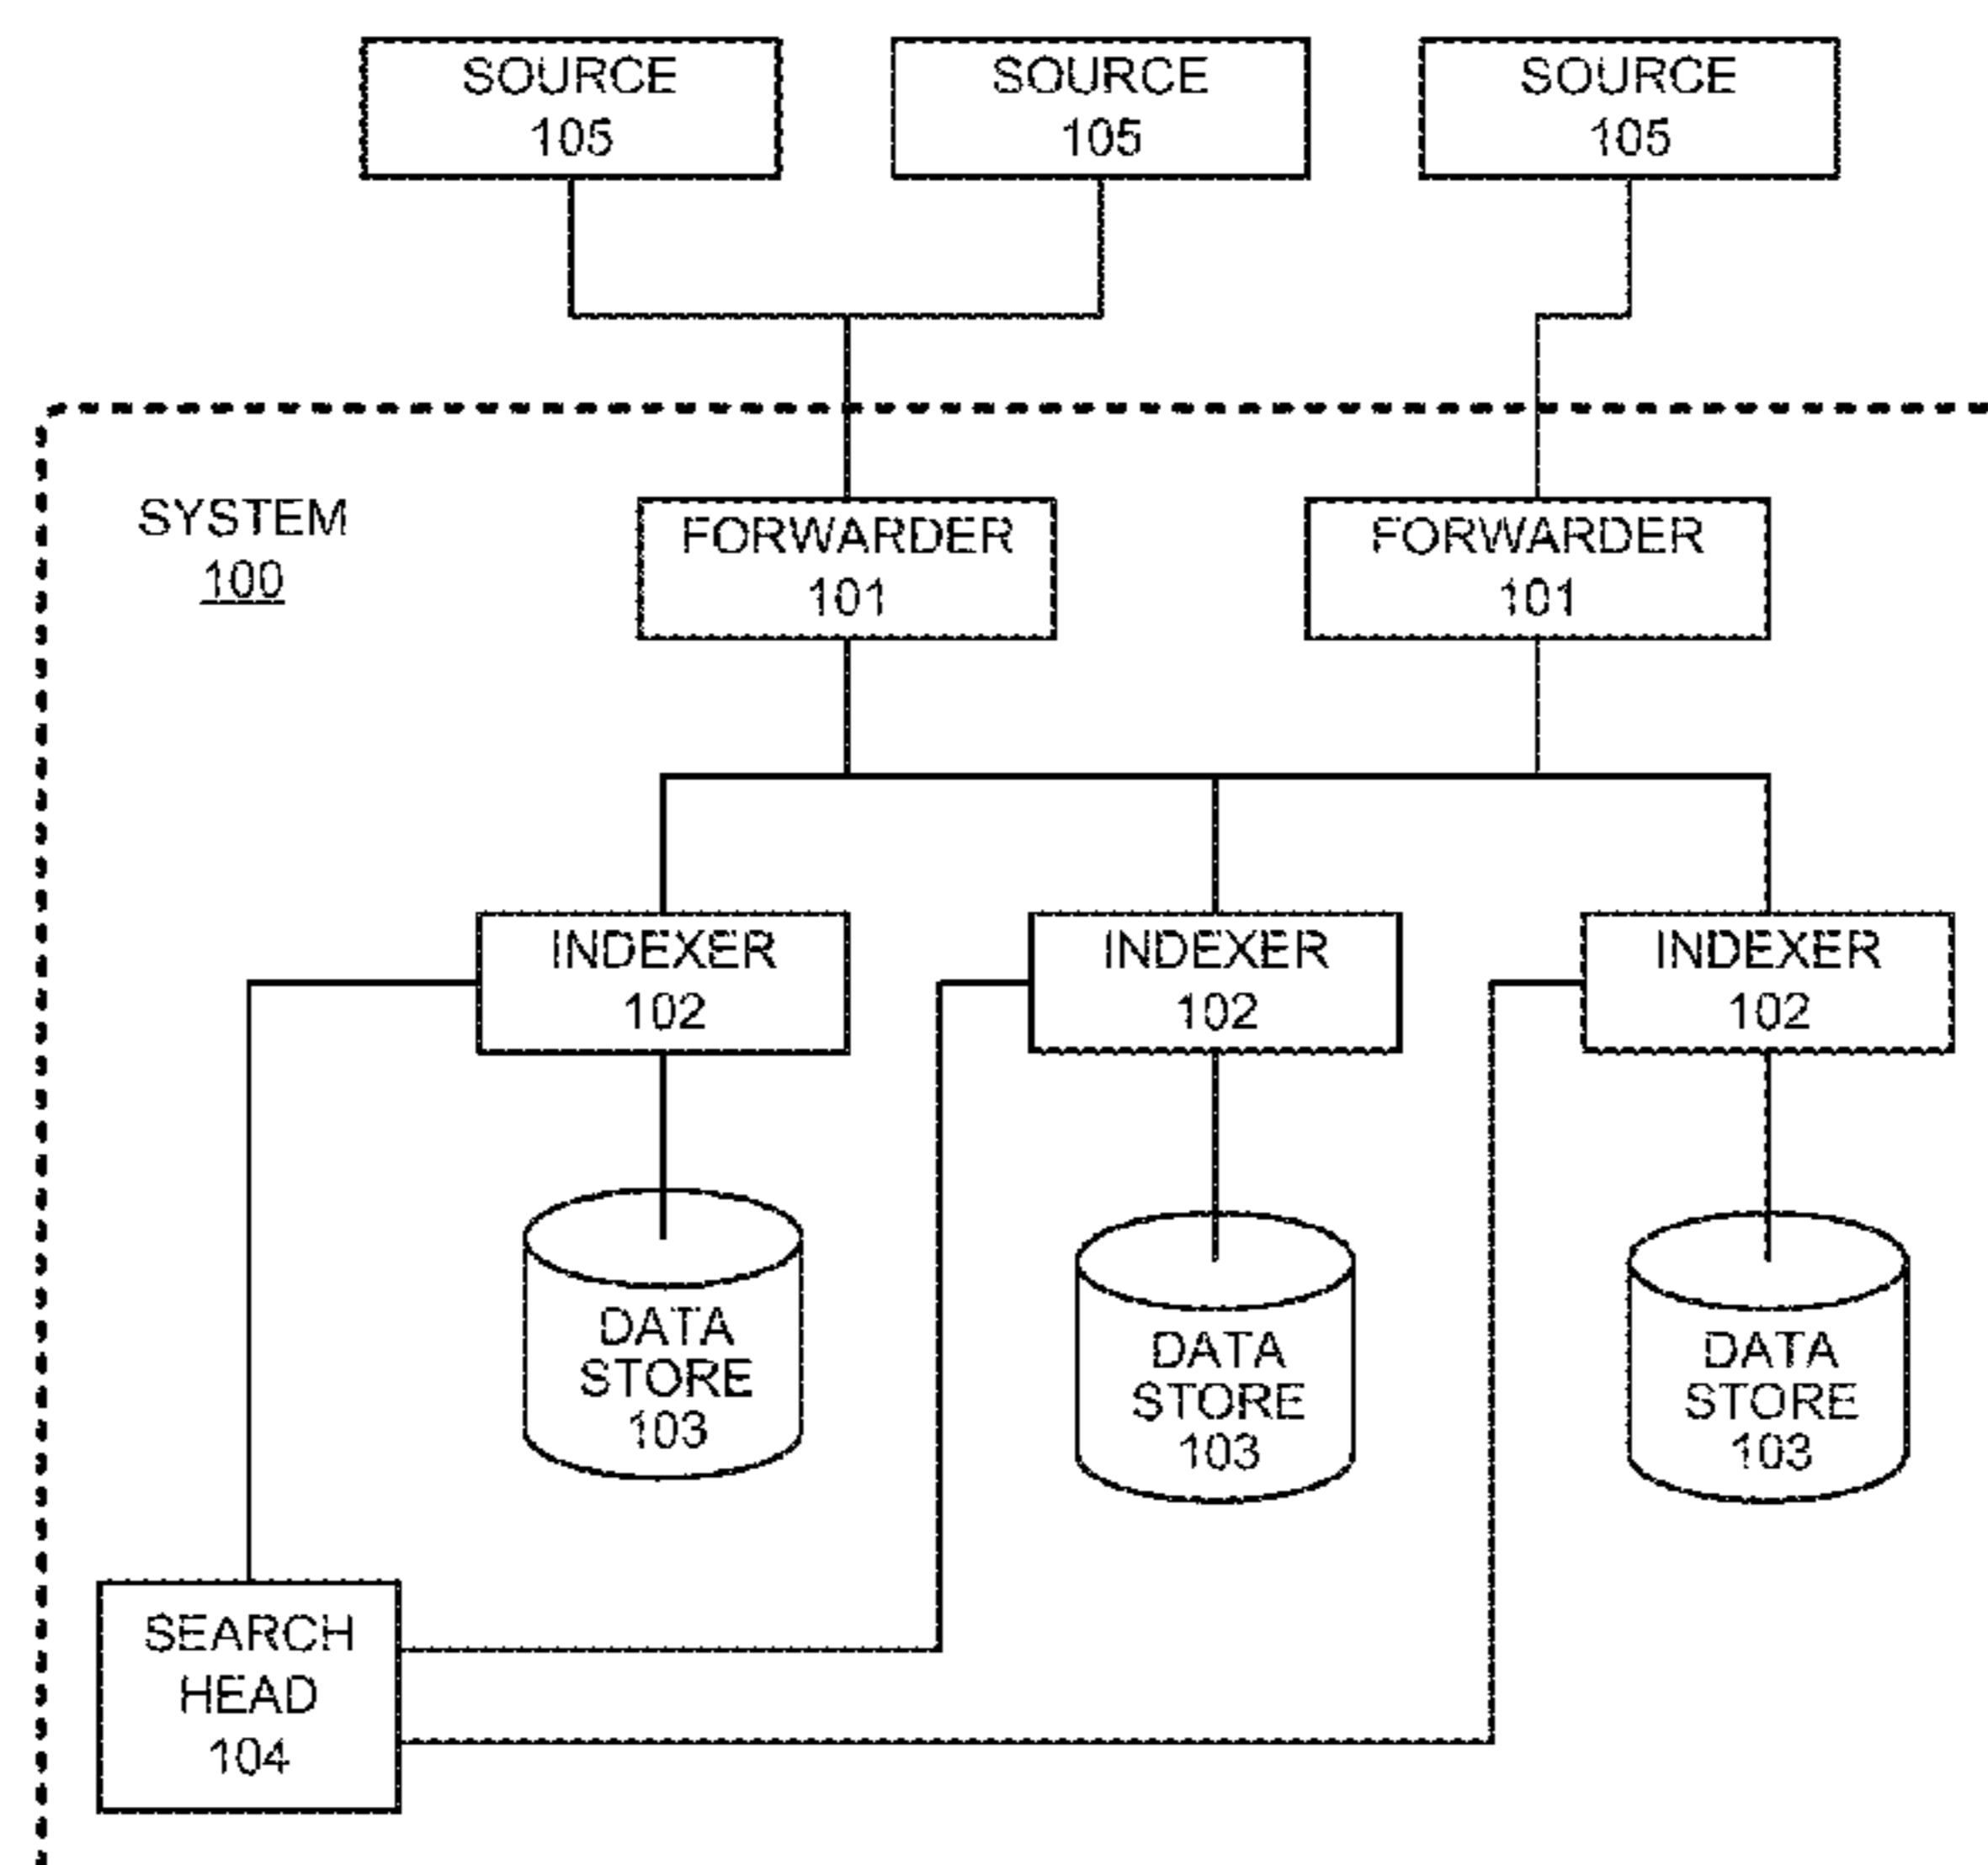 SOURCE
105
SOURCE
105
SOURCE
105
SYSTEM
100
FORWARDER
101
FORWARDER
101
INDEXER
102
INDEXER
102
INDEXER
102
DATA
STORE
103
DATA
STORE
103
DATA
STORE
103
SEARCH
HEAD
104